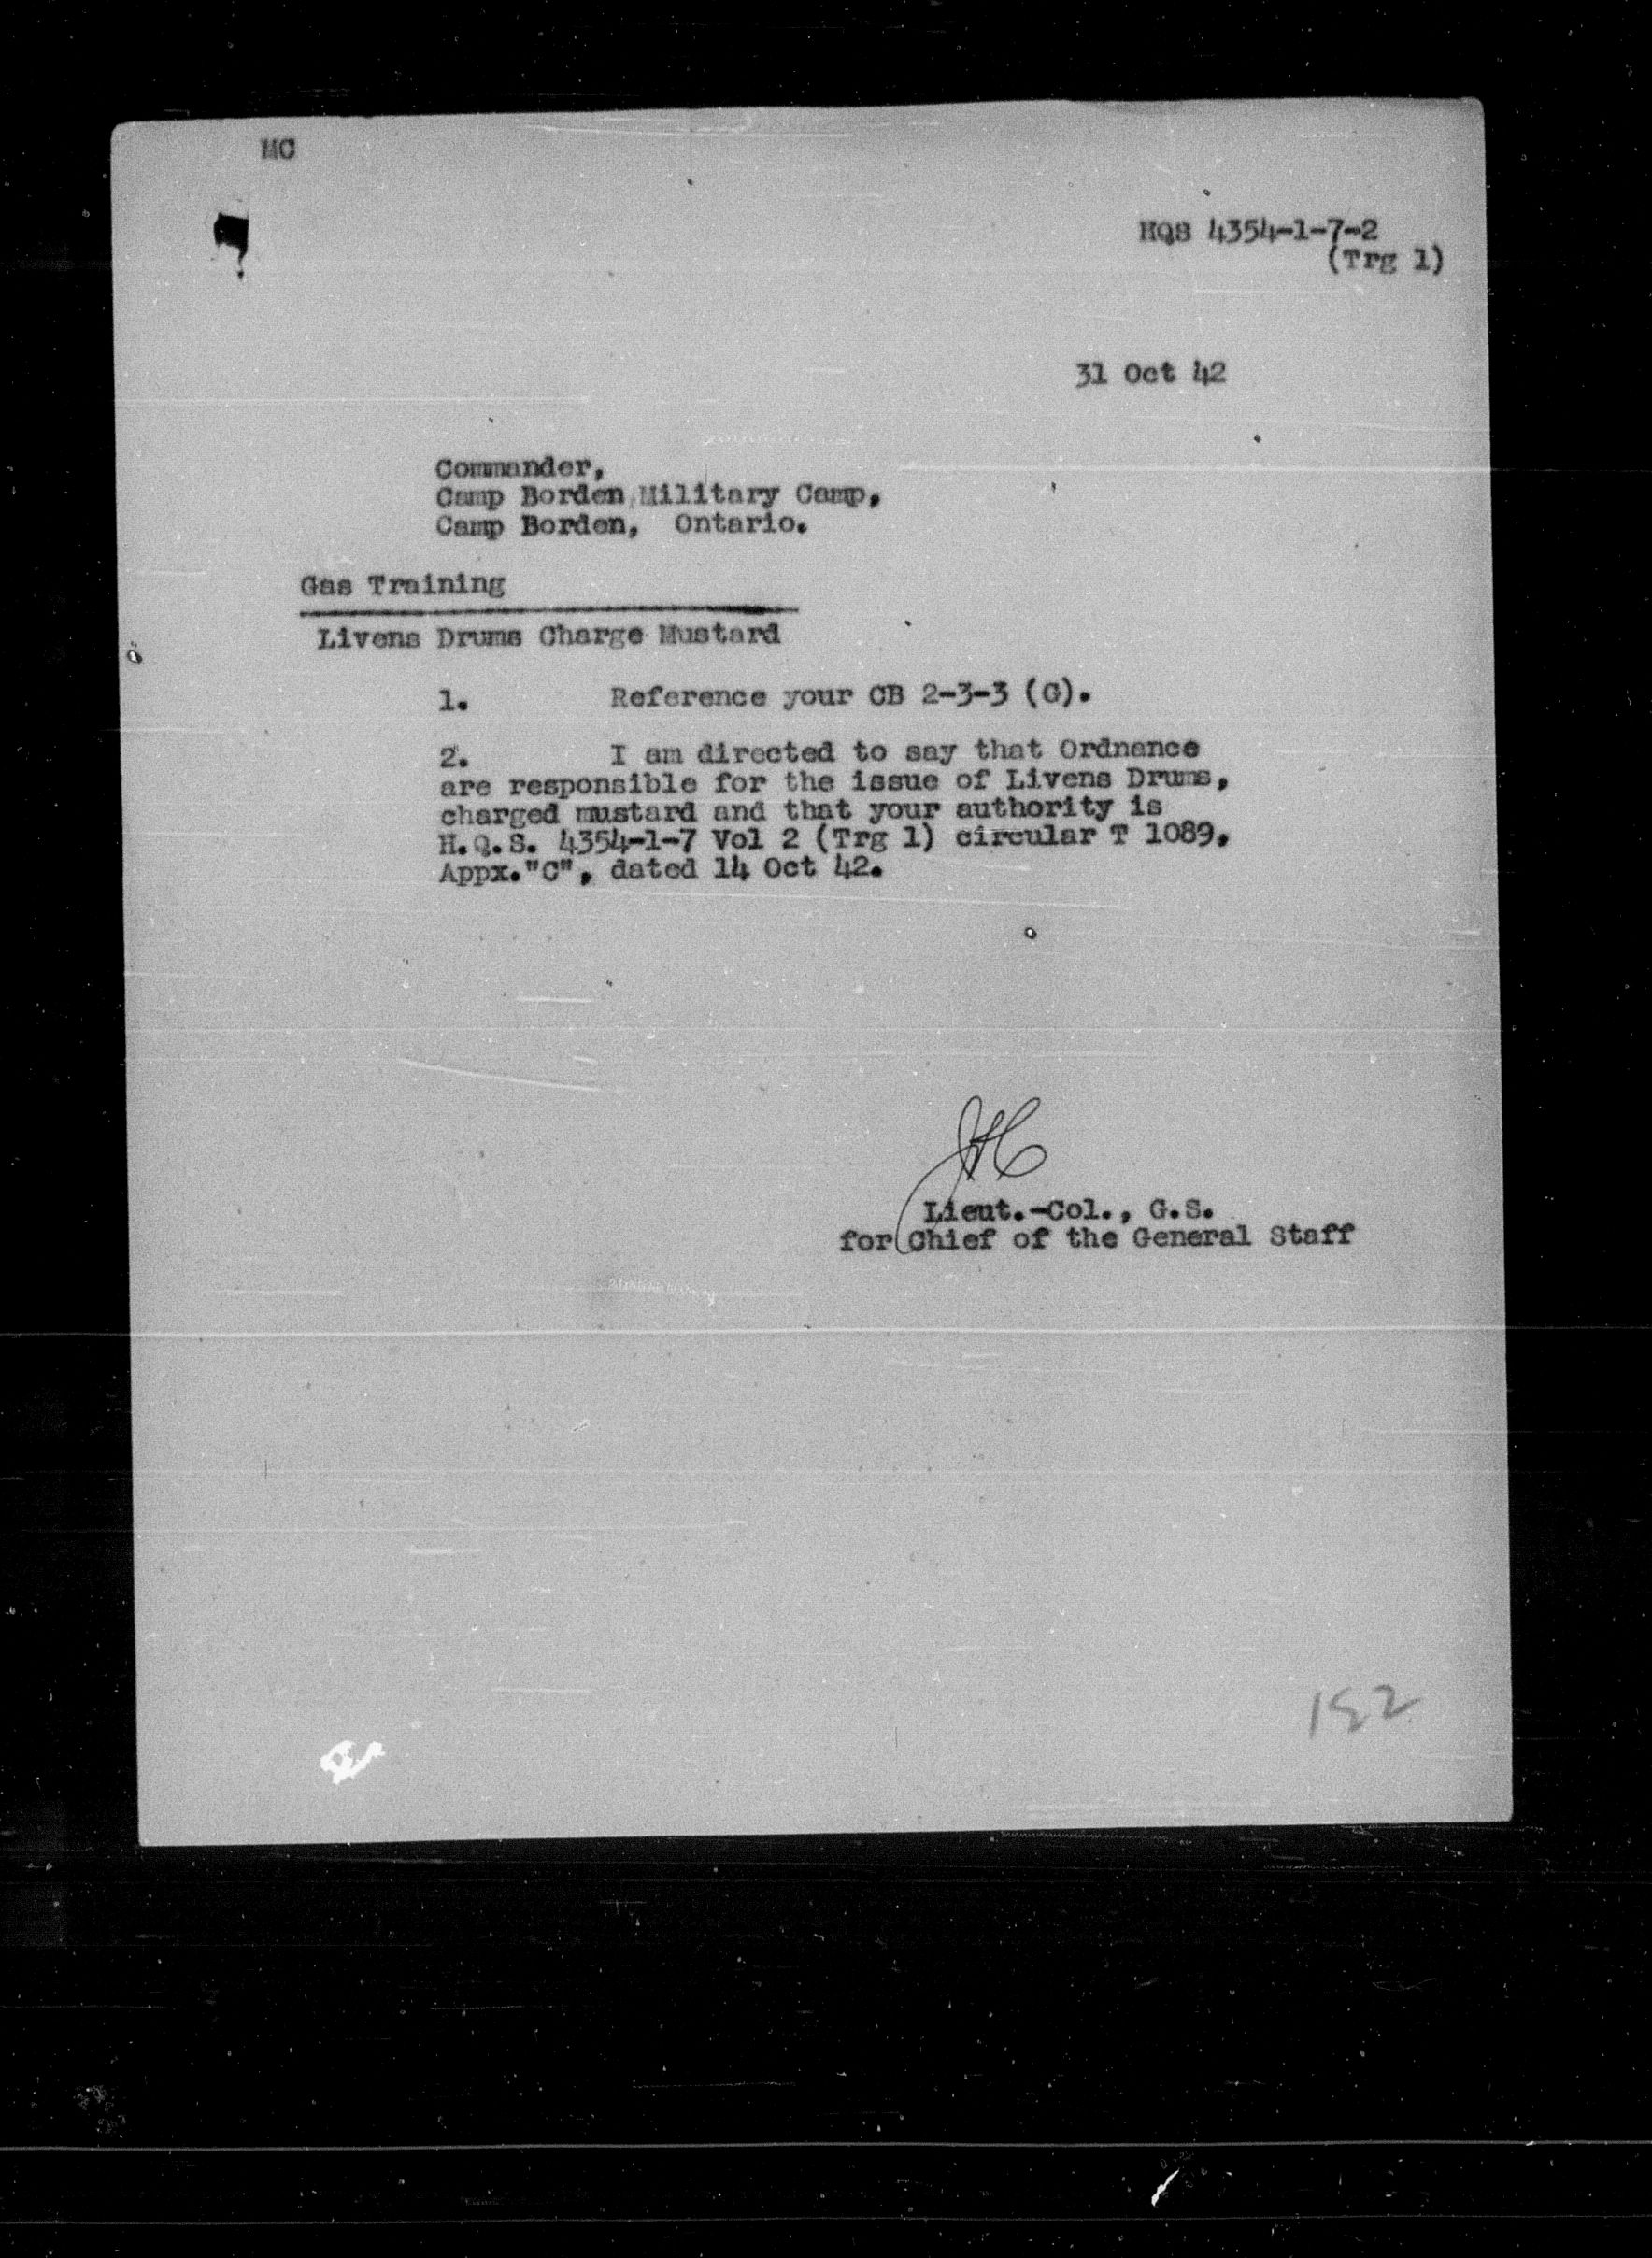 MC
HQS 4354-1-7-2
(Trg 1)
31 Oct 42
Commander,
Camp Borden Military Camp,
Camp Borden, Ontario.
Gas Training
Livens Drums Charge Mustard
1. Reference your CB 2-3-3 (G).
2. I am directed to say that Ordnance
are responsible for the issue of Livens Drums,
charged mustard and that your authority is
H.Q.S. 4354-1-7 Vol 2 (Trg 1) circular T 1089,
Appx."C", dated 14 Oct 42.
Lieut.-Col., G.S.
for Chief of the General Staff